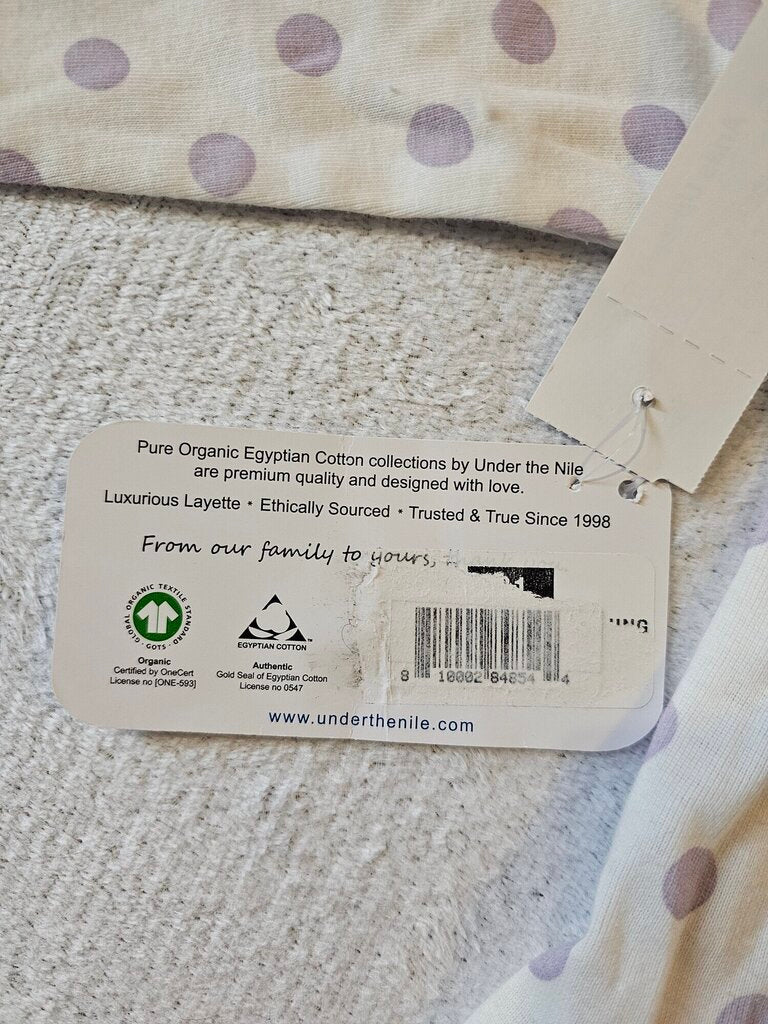 Pure Organic Egyptian Cotton collections by Under the Nile
are premium quality and designed with love.
Luxurious Layette * Ethically Sourced * Trusted & True Since 1998
From our family to yours,
GLOBAL ORGANIC TEXTILE STANDARD · GOTS ·
Organic
Certified by OneCert
License no [ONE-593]
EGYPTIAN COTTON™
Authentic
Gold Seal of Egyptian Cotton
License no 0547
8 10002 84854 4
www.underthenile.com